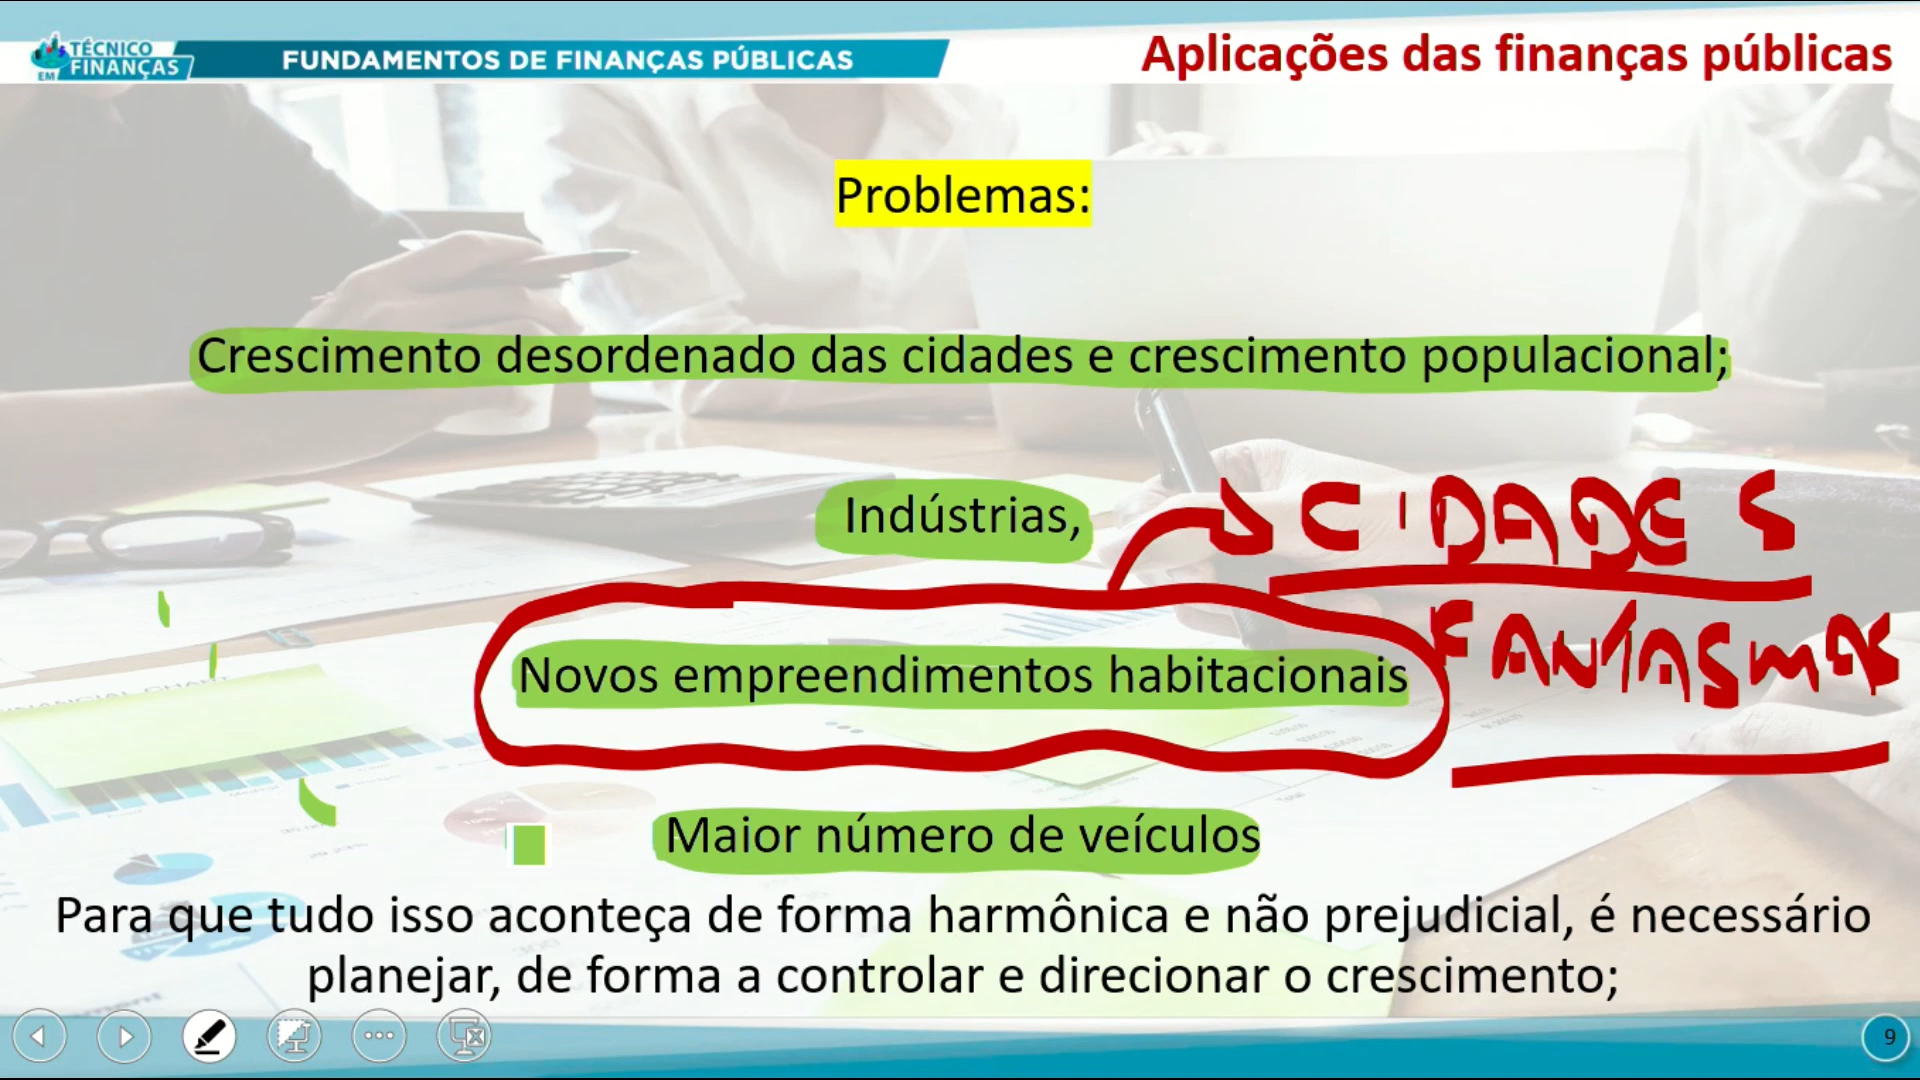 TÉCNICO
EM FINANÇAS
FUNDAMENTOS DE FINANÇAS PÚBLICAS
Aplicações das finanças públicas
Problemas:
Crescimento desordenado das cidades e crescimento populacional;
Indústrias,
CIDADES
FANTASMAS
Novos empreendimentos habitacionais
Maior número de veículos
Para que tudo isso aconteça de forma harmônica e não prejudicial, é necessário
planejar, de forma a controlar e direcionar o crescimento;
9